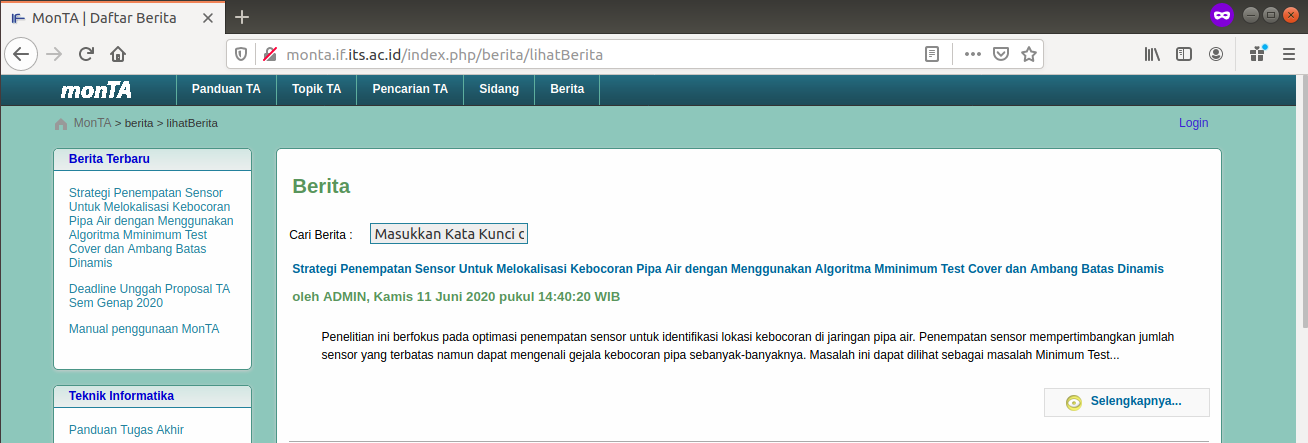 MonTA | Daftar Berita
monta.if.its.ac.id/index.php/berita/lihatBerita
monTA
Panduan TA
Topik TA
Pencarian TA
Sidang
Berita
MonTA > berita > lihatBerita
Login
Berita Terbaru
Strategi Penempatan Sensor
Untuk Melokalisasi Kebocoran
Pipa Air dengan Menggunakan
Algoritma Mminimum Test
Cover dan Ambang Batas
Dinamis
Deadline Unggah Proposal TA
Sem Genap 2020
Manual penggunaan MonTA
Teknik Informatika
Panduan Tugas Akhir
Berita
Cari Berita :
Masukkan Kata Kunci c
Strategi Penempatan Sensor Untuk Melokalisasi Kebocoran Pipa Air dengan Menggunakan Algoritma Mminimum Test Cover dan Ambang Batas Dinamis
oleh ADMIN, Kamis 11 Juni 2020 pukul 14:40:20 WIB
Penelitian ini berfokus pada optimasi penempatan sensor untuk identifikasi lokasi kebocoran di jaringan pipa air. Penempatan sensor mempertimbangkan jumlah
sensor yang terbatas namun dapat mengenali gejala kebocoran pipa sebanyak-banyaknya. Masalah ini dapat dilihat sebagai masalah Minimum Test...
Selengkapnya...